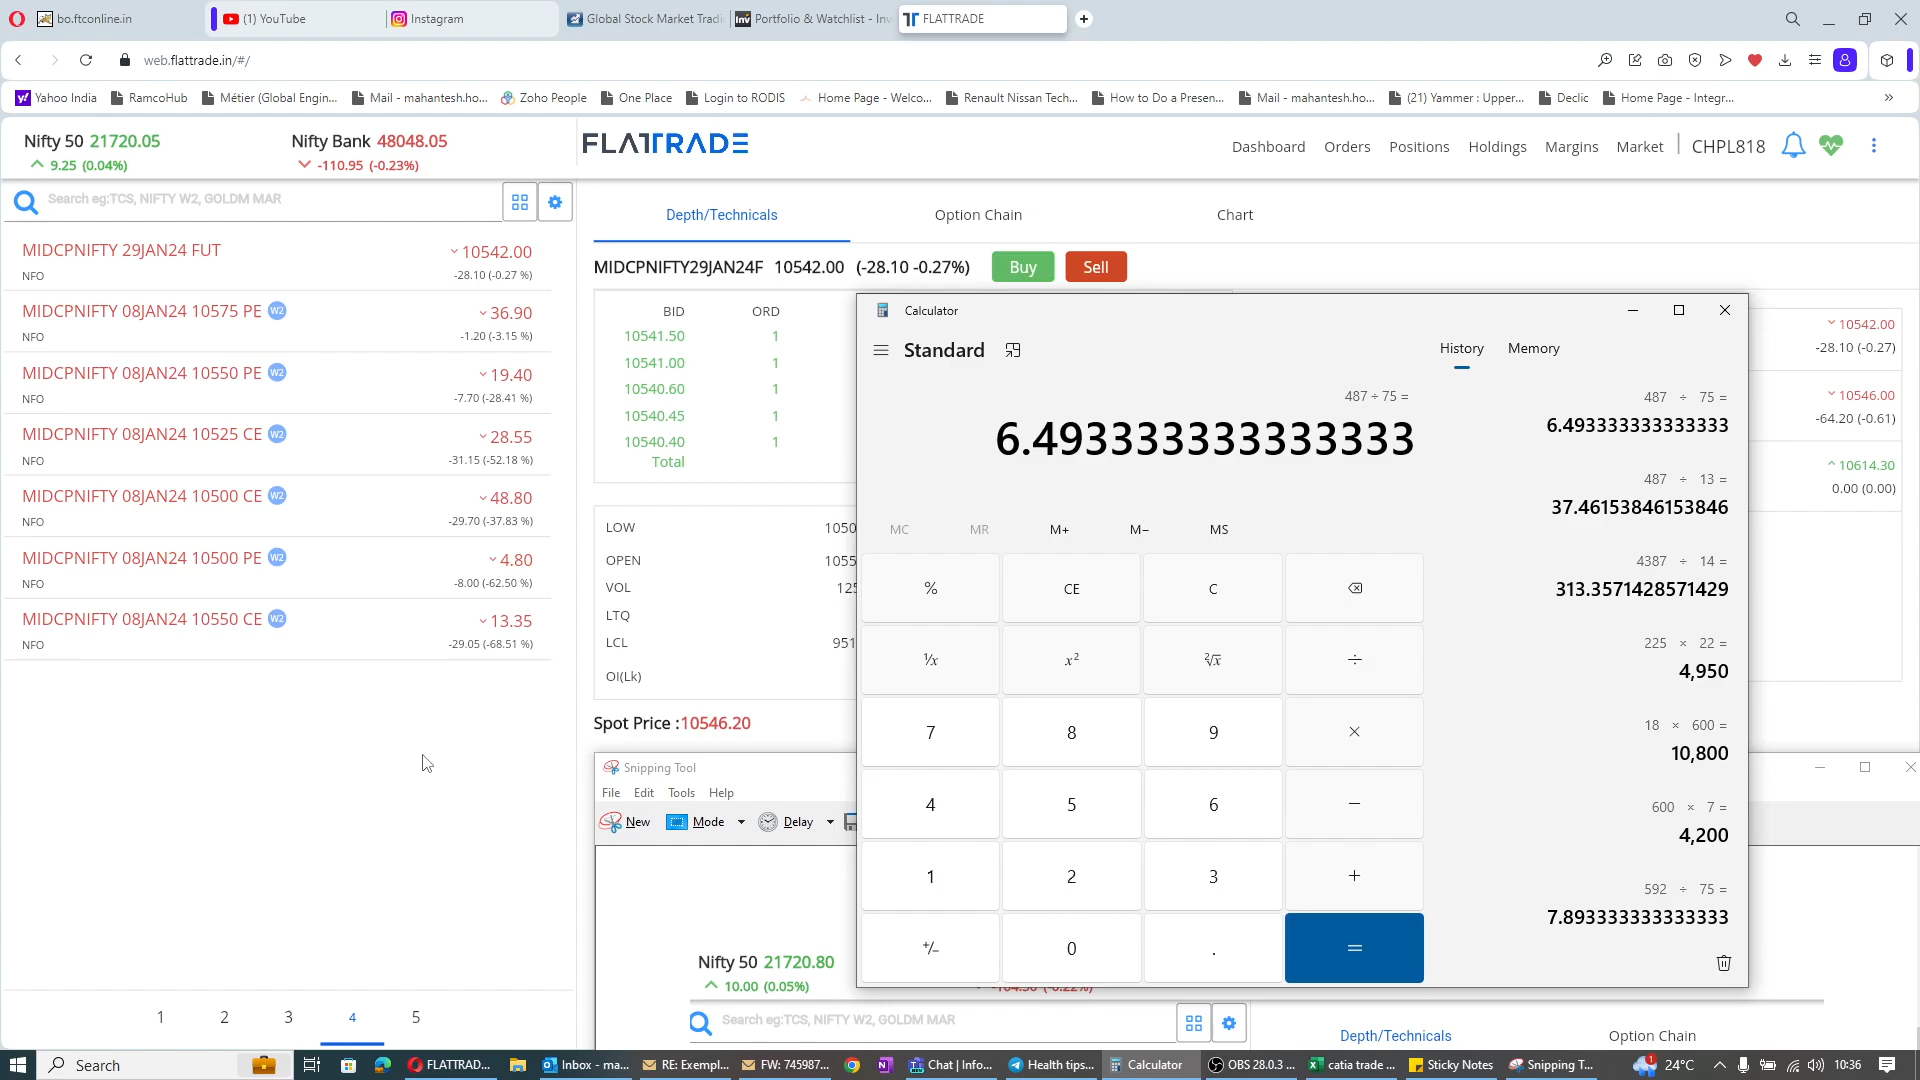 bo.ftconline.in
(1) YouTube
Instagram
Global Stock Market Tradi
Portfolio & Watchlist - Inv
FLATTRADE
web.flattrade.in/#/
Yahoo India
RamcoHub
Métier (Global Engin...
Mail - mahantesh.ho...
Zoho People
One Place
Login to RODIS
Home Page - Welco...
Renault Nissan Tech...
How to Do a Presen...
Mail - mahantesh.ho...
(21) Yammer : Upper...
Declic
Home Page - Integr...
Nifty 50 21720.05
9.25 (0.04%)
Nifty Bank 48048.05
-110.95 (-0.23%)
FLATTRADE
Dashboard
Orders
Positions
Holdings
Margins
Market
CHPL818
Search eg:TCS, NIFTY W2, GOLDM MAR
MIDCPNIFTY 29JAN24 FUT 10542.00
NFO -28.10 (-0.27 %)
MIDCPNIFTY 08JAN24 10575 PE W2 36.90
NFO -1.20 (-3.15 %)
MIDCPNIFTY 08JAN24 10550 PE W2 19.40
NFO -7.70 (-28.41 %)
MIDCPNIFTY 08JAN24 10525 CE W2 28.55
NFO -31.15 (-52.18 %)
MIDCPNIFTY 08JAN24 10500 CE W2 48.80
NFO -29.70 (-37.83 %)
MIDCPNIFTY 08JAN24 10500 PE W2 4.80
NFO -8.00 (-62.50 %)
MIDCPNIFTY 08JAN24 10550 CE W2 13.35
NFO -29.05 (-68.51 %)
1 2 3 4 5
Depth/Technicals
Option Chain
Chart
MIDCPNIFTY29JAN24F 10542.00 (-28.10 -0.27%) Buy Sell
BID ORD
10541.50 1
10541.00 1
10540.60 1
10540.45 1
10540.40 1
Total
LOW 1050
OPEN 1055
VOL 125
LTQ
LCL 951
OI(Lk)
Spot Price :10546.20
10542.00
-28.10 (-0.27)
10546.00
-64.20 (-0.61)
10614.30
0.00 (0.00)
Calculator
Standard
History
Memory
487 ÷ 75 =
6.493333333333333
MC MR M+ M− MS
% CE C
¹⁄x x² ²√x ÷
7 8 9 ×
4 5 6 −
1 2 3 +
+/− 0 . =
487 ÷ 75 =
6.493333333333333
487 ÷ 13 =
37.46153846153846
4387 ÷ 14 =
313.3571428571429
225 × 22 =
4,950
18 × 600 =
10,800
600 × 7 =
4,200
592 ÷ 75 =
7.893333333333333
Snipping Tool
File Edit Tools Help
New Mode Delay
Nifty 50 21720.80
10.00 (0.05%)
Search eg:TCS, NIFTY W2, GOLDM MAR
Depth/Technicals
Option Chain
Search
FLATTRAD...
Inbox - ma...
RE: Exempl...
FW: 745987...
Chat | Info...
Health tips...
Calculator
OBS 28.0.3 ...
catia trade ...
Sticky Notes
Snipping T...
24°C
10:36